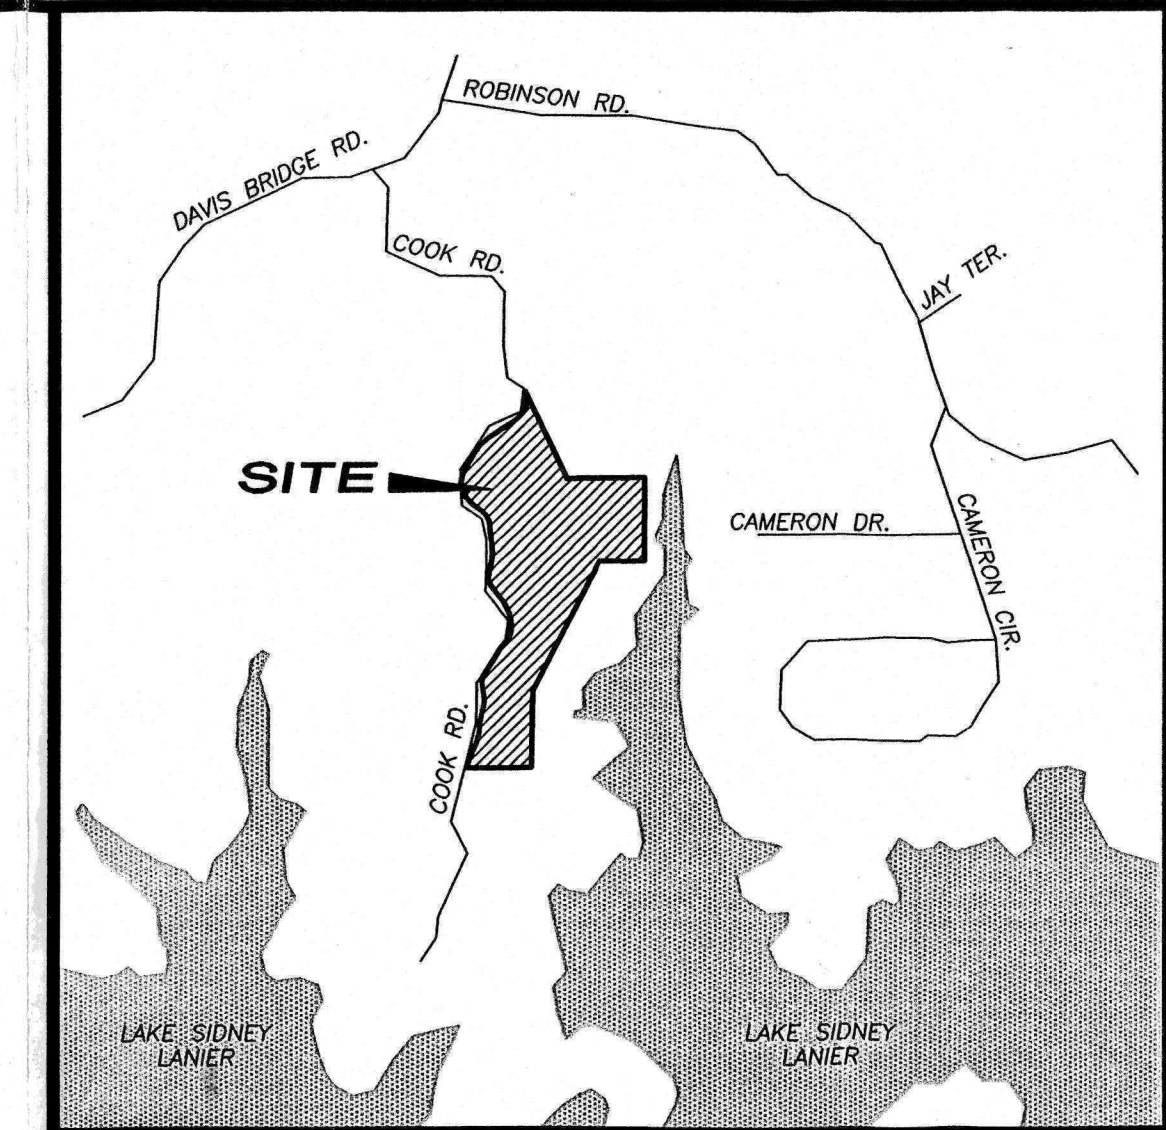 ROBINSON RD.
DAVIS BRIDGE RD.
COOK RD.
JAY TER.
SITE
CAMERON DR.
CAMERON CIR.
COOK RD.
LAKE SIDNEY
LANIER
LAKE SIDNEY
LANIER